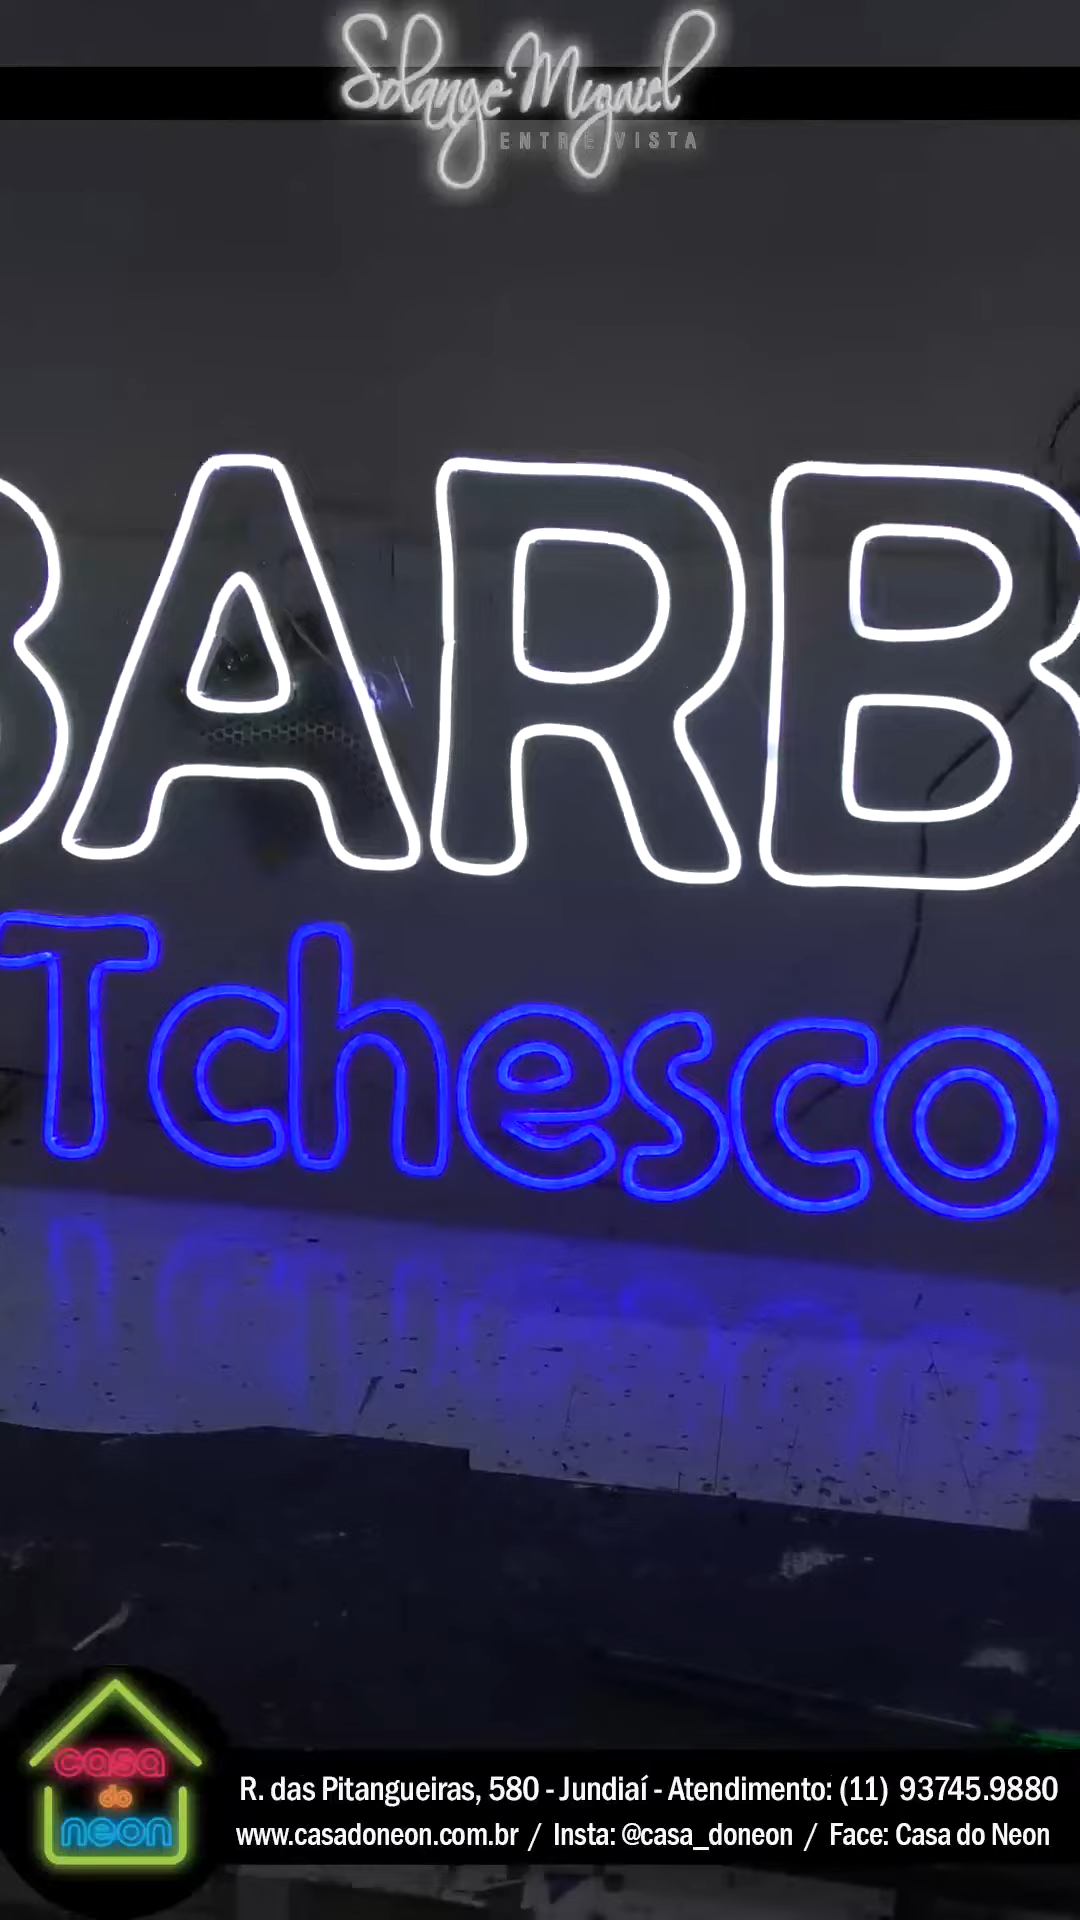 Solange Muzaiel
ENTREVISTA
BARB
Tchesco
casa
do
neon
R. das Pitangueiras, 580 - Jundiaí - Atendimento: (11) 93745.9880
www.casadoneon.com.br / Insta: @casa_doneon / Face: Casa do Neon